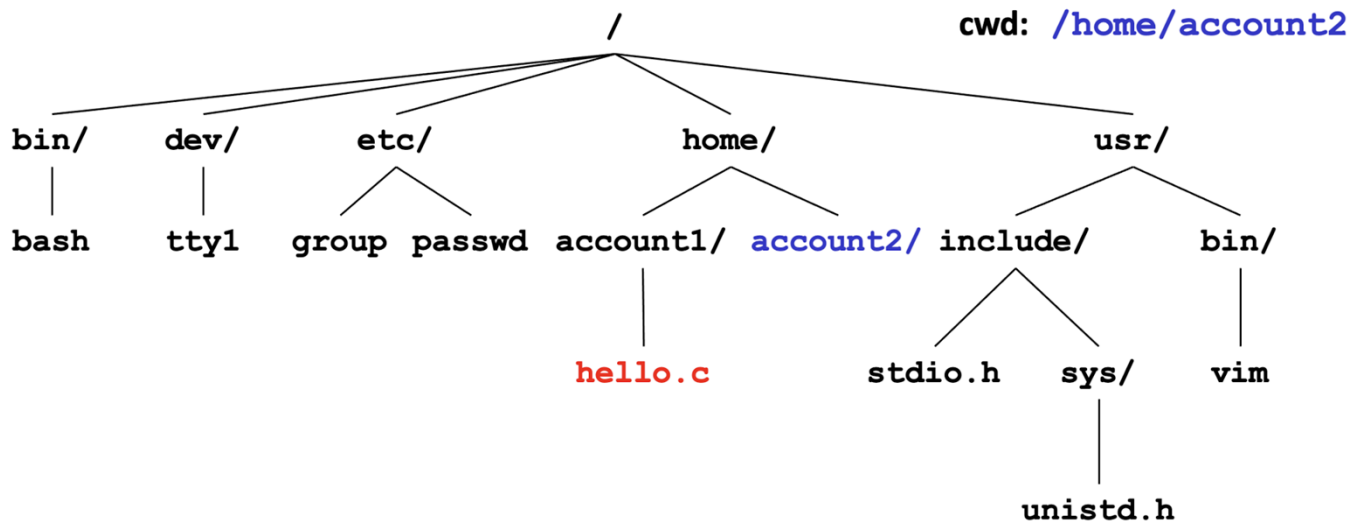 /
cwd: /home/account2
bin/ dev/ etc/ home/ usr/
bash tty1 group passwd account1/ account2/ include/ bin/
hello.c stdio.h sys/ vim
unistd.h